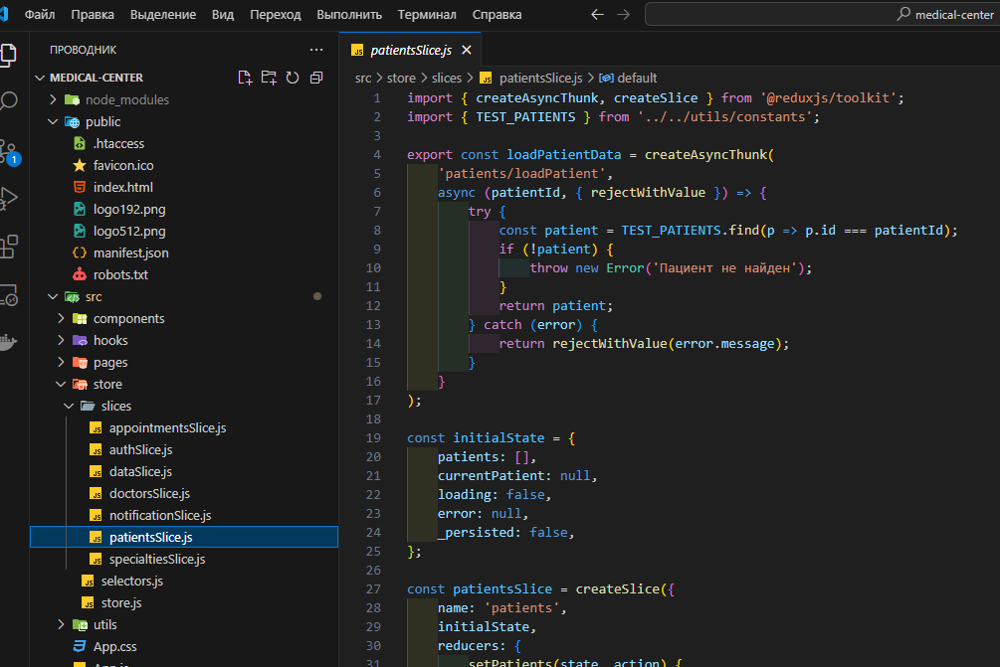 Файл Правка Выделение Вид Переход Выполнить Терминал Справка
medical-center
ПРОВОДНИК
patientsSlice.js
MEDICAL-CENTER
src > store > slices > patientsSlice.js > default
node_modules
public
.htaccess
favicon.ico
index.html
logo192.png
logo512.png
manifest.json
robots.txt
src
components
hooks
pages
store
slices
appointmentsSlice.js
authSlice.js
dataSlice.js
doctorsSlice.js
notificationSlice.js
patientsSlice.js
specialtiesSlice.js
selectors.js
store.js
utils
App.css
1
1 import { createAsyncThunk, createSlice } from '@reduxjs/toolkit';
2 import { TEST_PATIENTS } from '../../utils/constants';
3
4 export const loadPatientData = createAsyncThunk(
5 'patients/loadPatient',
6 async (patientId, { rejectWithValue }) => {
7 try {
8 const patient = TEST_PATIENTS.find(p => p.id === patientId);
9 if (!patient) {
10 throw new Error('Пациент не найден');
11 }
12 return patient;
13 } catch (error) {
14 return rejectWithValue(error.message);
15 }
16 }
17 );
18
19 const initialState = {
20 patients: [],
21 currentPatient: null,
22 loading: false,
23 error: null,
24 _persisted: false,
25 };
26
27 const patientsSlice = createSlice({
28 name: 'patients',
29 initialState,
30 reducers: {
31 setPatients(state, action) {